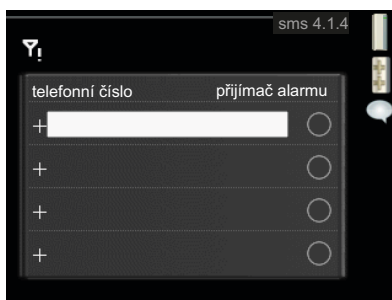 sms 4.1.4
telefonní číslo přijímač alarmu
+
+
+
+